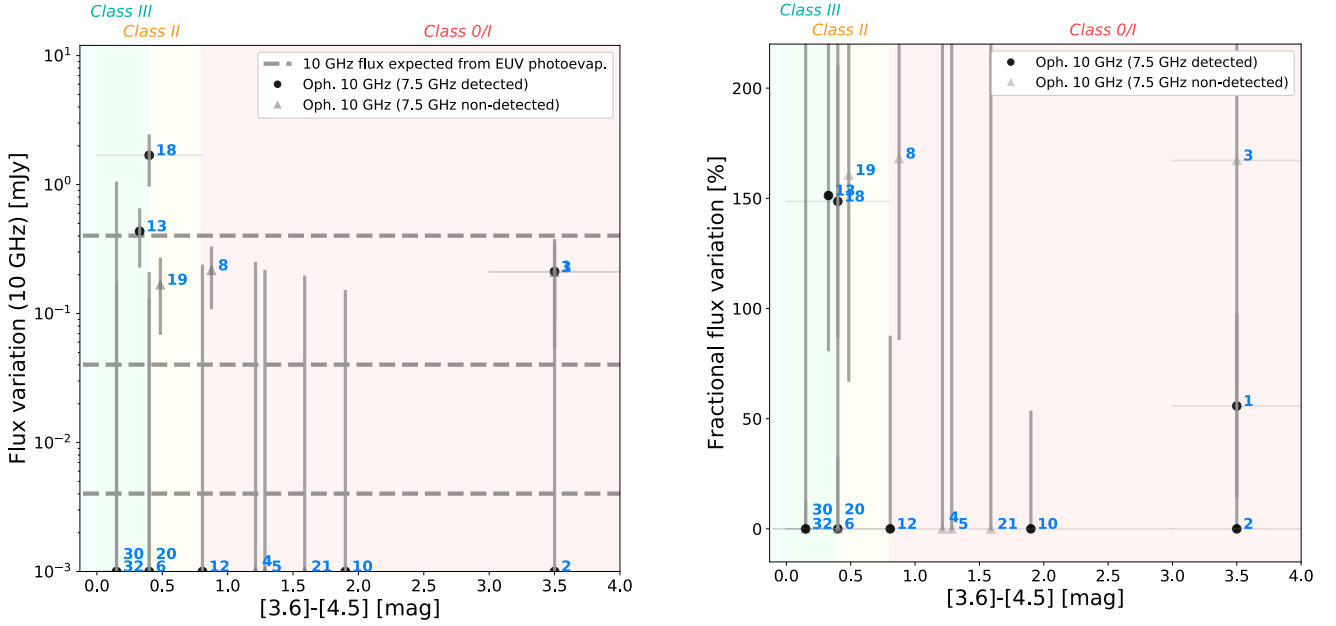 Class III
Class II
Class 0/I
10 GHz flux expected from EUV photoevap.
Oph. 10 GHz (7.5 GHz detected)
Oph. 10 GHz (7.5 GHz non-detected)
Flux variation (10 GHz) [mJy]
10¹
10⁰
10⁻¹
10⁻²
10⁻³
18
13
19
8
3
30
20
32
6
12
4
5
21
10
2
0.0 0.5 1.0 1.5 2.0 2.5 3.0 3.5 4.0
[3.6]-[4.5] [mag]
Class III
Class II
Class 0/I
Oph. 10 GHz (7.5 GHz detected)
Oph. 10 GHz (7.5 GHz non-detected)
Fractional flux variation [%]
200
150
100
50
0
8
3
19
13
18
1
30
20
32
6
12
4
5
21
10
2
0.0 0.5 1.0 1.5 2.0 2.5 3.0 3.5 4.0
[3.6]-[4.5] [mag]